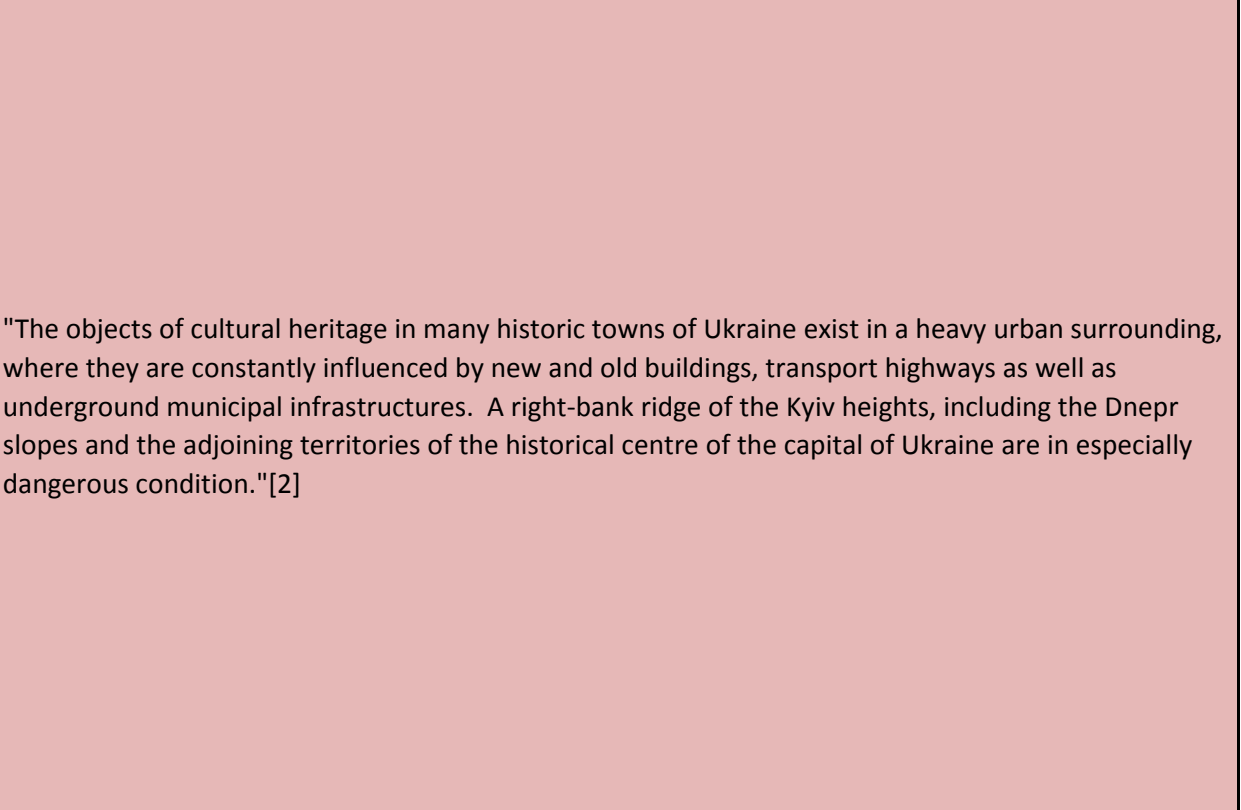 "The objects of cultural heritage in many historic towns of Ukraine exist in a heavy urban surrounding,
where they are constantly influenced by new and old buildings, transport highways as well as
underground municipal infrastructures.  A right-bank ridge of the Kyiv heights, including the Dnepr
slopes and the adjoining territories of the historical centre of the capital of Ukraine are in especially
dangerous condition."[2]